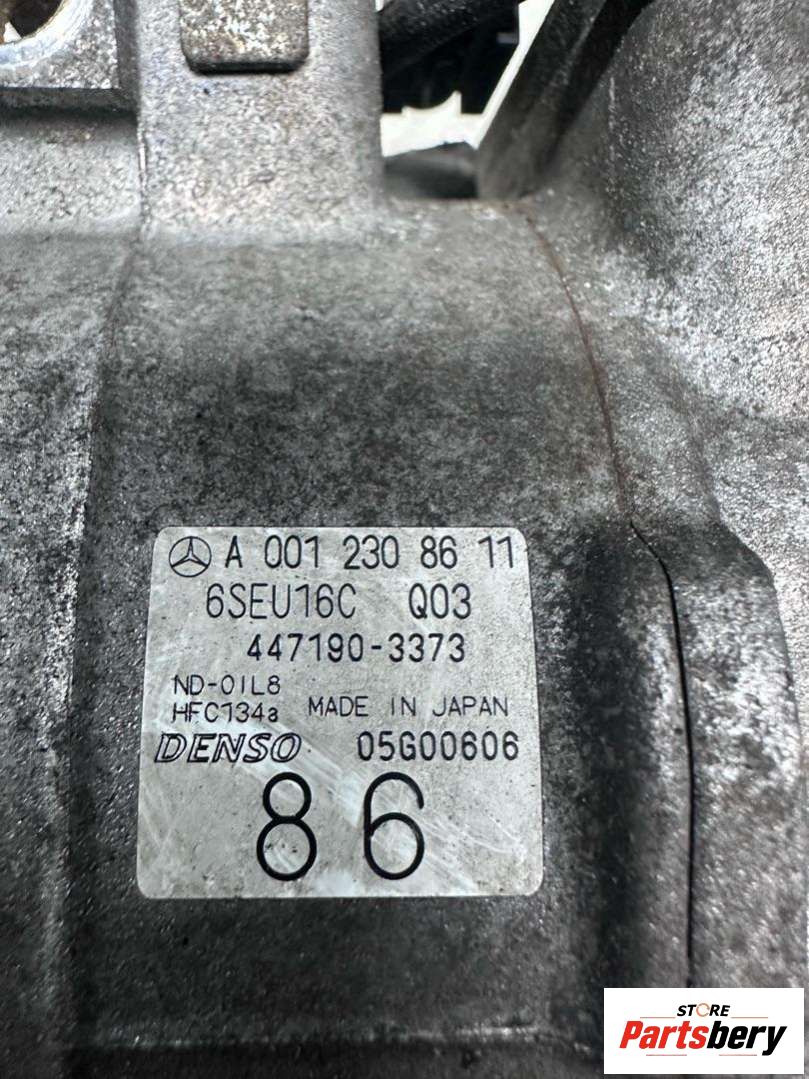 A 001 230 86 11
6SEU16C Q03
447190-3373
ND-OIL8
HFC134a MADE IN JAPAN
DENSO 05G00606
86
STORE
Partsbery